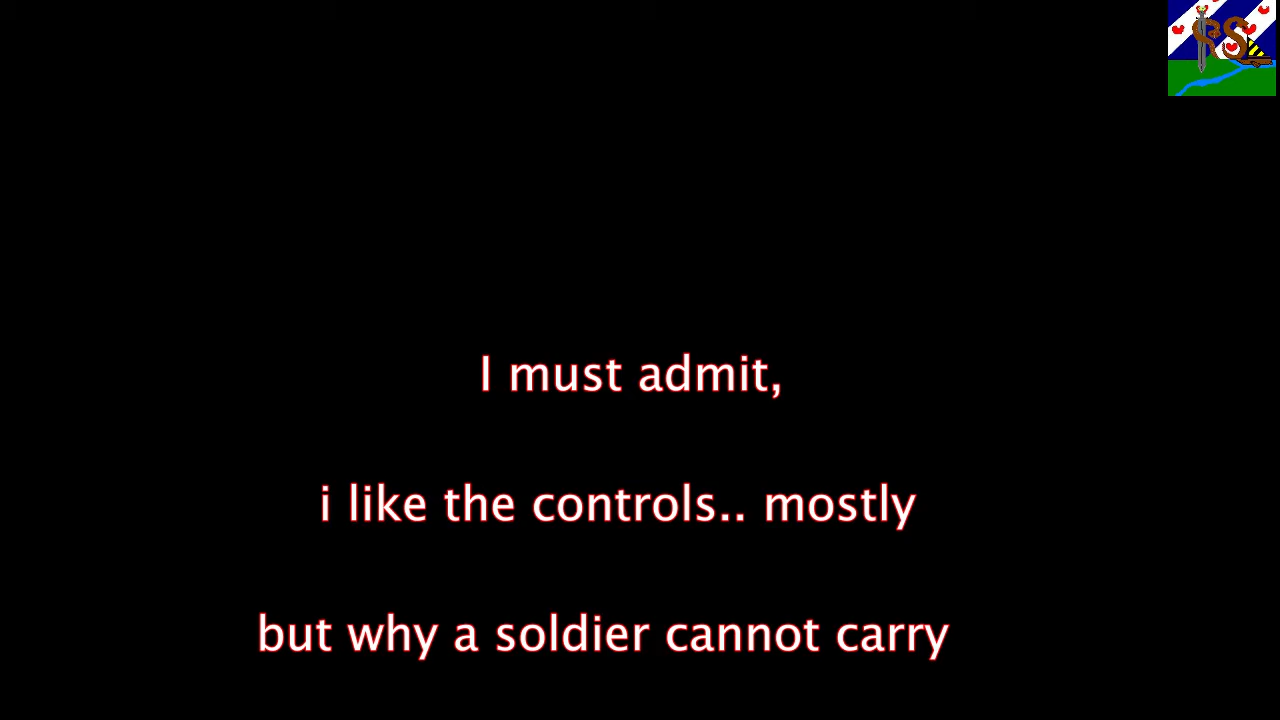 I must admit,
i like the controls.. mostly
but why a soldier cannot carry